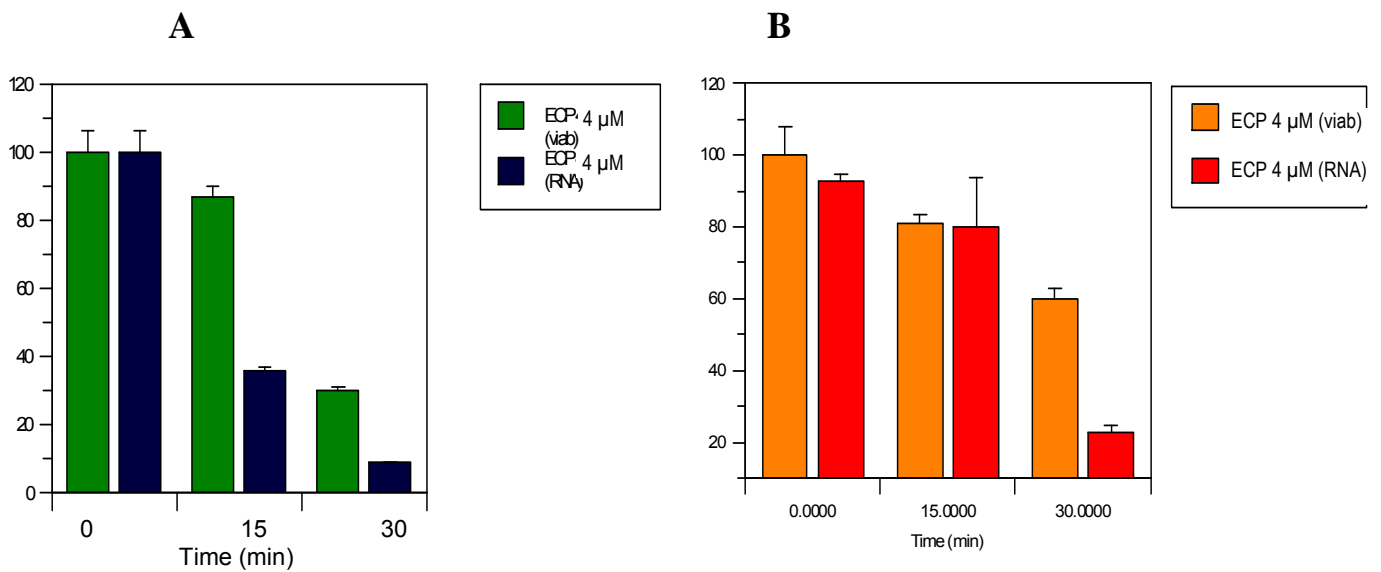 A
B
120
100
80
60
40
20
0
0 15 30
Time (min)
ECP 4 µM
(viab)
ECP 4 µM
(RNA)
120
100
80
60
40
20
0.0000 15.0000 30.0000
Time (min)
ECP 4 µM (viab)
ECP 4 µM (RNA)